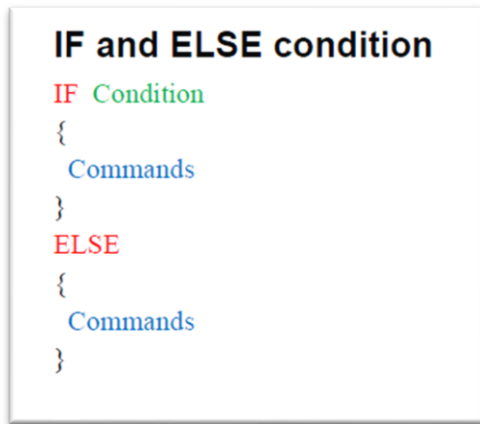 IF and ELSE condition
IF Condition
{
Commands
}
ELSE
{
Commands
}